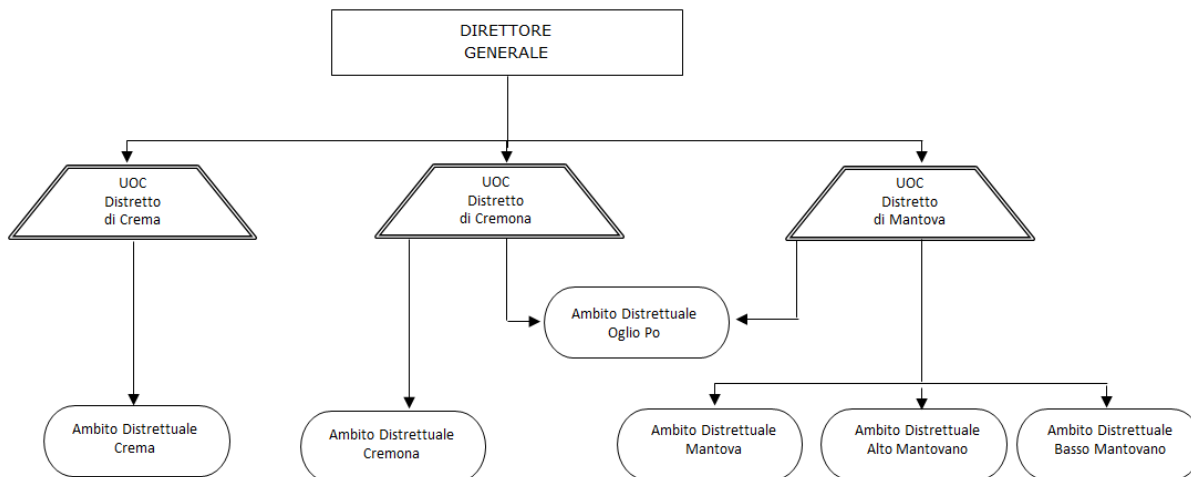 DIRETTORE
GENERALE
UOC
Distretto
di Crema
UOC
Distretto
di Cremona
UOC
Distretto
di Mantova
Ambito Distrettuale
Oglio Po
Ambito Distrettuale
Crema
Ambito Distrettuale
Cremona
Ambito Distrettuale
Mantova
Ambito Distrettuale
Alto Mantovano
Ambito Distrettuale
Basso Mantovano